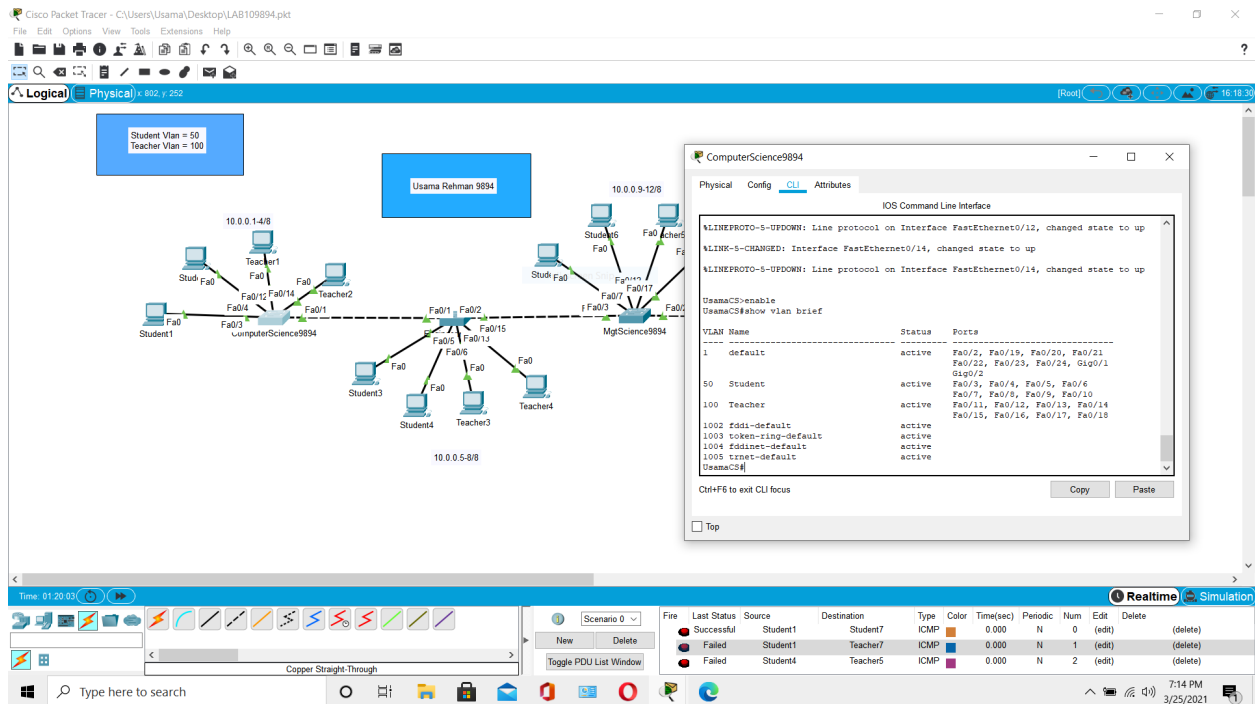 Cisco Packet Tracer - C:\Users\Usama\Desktop\LAB109894.pkt
File Edit Options View Tools Extensions Help
?
Logical Physical x: 802, y: 252 [Root] 16:18:30
Student Vlan = 50
Teacher Vlan = 100
Usama Rehman 9894
10.0.0.9-12/8
10.0.0.1-4/8
Student6
Fa0
Fa0
Teacher1
Fa0
Fa0
Fa0
Teacher2
Fa0/12 Fa0/14
Fa0/4
Fa0/1
Fa0
Fa0/3
Student1
ComputerScience9894
Fa0
Fa0/17
Fa0/7
Fa0/3
MgtScience9894
Fa0/1 Fa0/2
Fa0/15
Fa0/5
Fa0/13
Fa0/6
Fa0
Fa0
Fa0
Fa0
Student3
Student4
Teacher3
Teacher4
10.0.0.5-8/8
ComputerScience9894
Physical Config CLI Attributes
IOS Command Line Interface
%LINEPROTO-5-UPDOWN: Line protocol on Interface FastEthernet0/12, changed state to up
%LINK-5-CHANGED: Interface FastEthernet0/14, changed state to up
%LINEPROTO-5-UPDOWN: Line protocol on Interface FastEthernet0/14, changed state to up
UsamaCS>enable
UsamaCS#show vlan brief
VLAN Name Status Ports
---- -------------------------------- --------- -------------------------------
1 default active Fa0/2, Fa0/19, Fa0/20, Fa0/21
Fa0/22, Fa0/23, Fa0/24, Gig0/1
Gig0/2
50 Student active Fa0/3, Fa0/4, Fa0/5, Fa0/6
Fa0/7, Fa0/8, Fa0/9, Fa0/10
100 Teacher active Fa0/11, Fa0/12, Fa0/13, Fa0/14
Fa0/15, Fa0/16, Fa0/17, Fa0/18
1002 fddi-default active
1003 token-ring-default active
1004 fddinet-default active
1005 trnet-default active
UsamaCS#
Ctrl+F6 to exit CLI focus
Copy Paste
Top
Time: 01:20:03
Realtime Simulation
Copper Straight-Through
Scenario 0
New Delete
Toggle PDU List Window
Fire Last Status Source Destination Type Color Time(sec) Periodic Num Edit Delete
Successful Student1 Student7 ICMP 0.000 N 0 (edit) (delete)
Failed Student1 Teacher7 ICMP 0.000 N 1 (edit) (delete)
Failed Student4 Teacher5 ICMP 0.000 N 2 (edit) (delete)
Type here to search
7:14 PM
3/25/2021
1